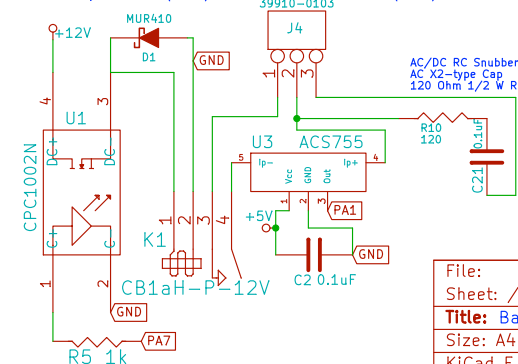 39910-0103
MUR410
+12V
J4
D1
GND
AC/DC RC Snubber
AC X2-type Cap
120 Ohm 1/2 W R
1
2
3
4
3
U1
CPC1002N
DC+
DC±
C+
C-
1
2
GND
R5 1k
PA7
K1
1
2
3
4
CB1aH-P-12V
U3
ACS755
5
Ip-
Ip+
4
Vcc
GND
Out
1
2
3
PA1
+5V
GND
C2 0.1uF
R10
120
0.1uF
C21
File:
Sheet: /
Title: Ba
Size: A4
KiCad E